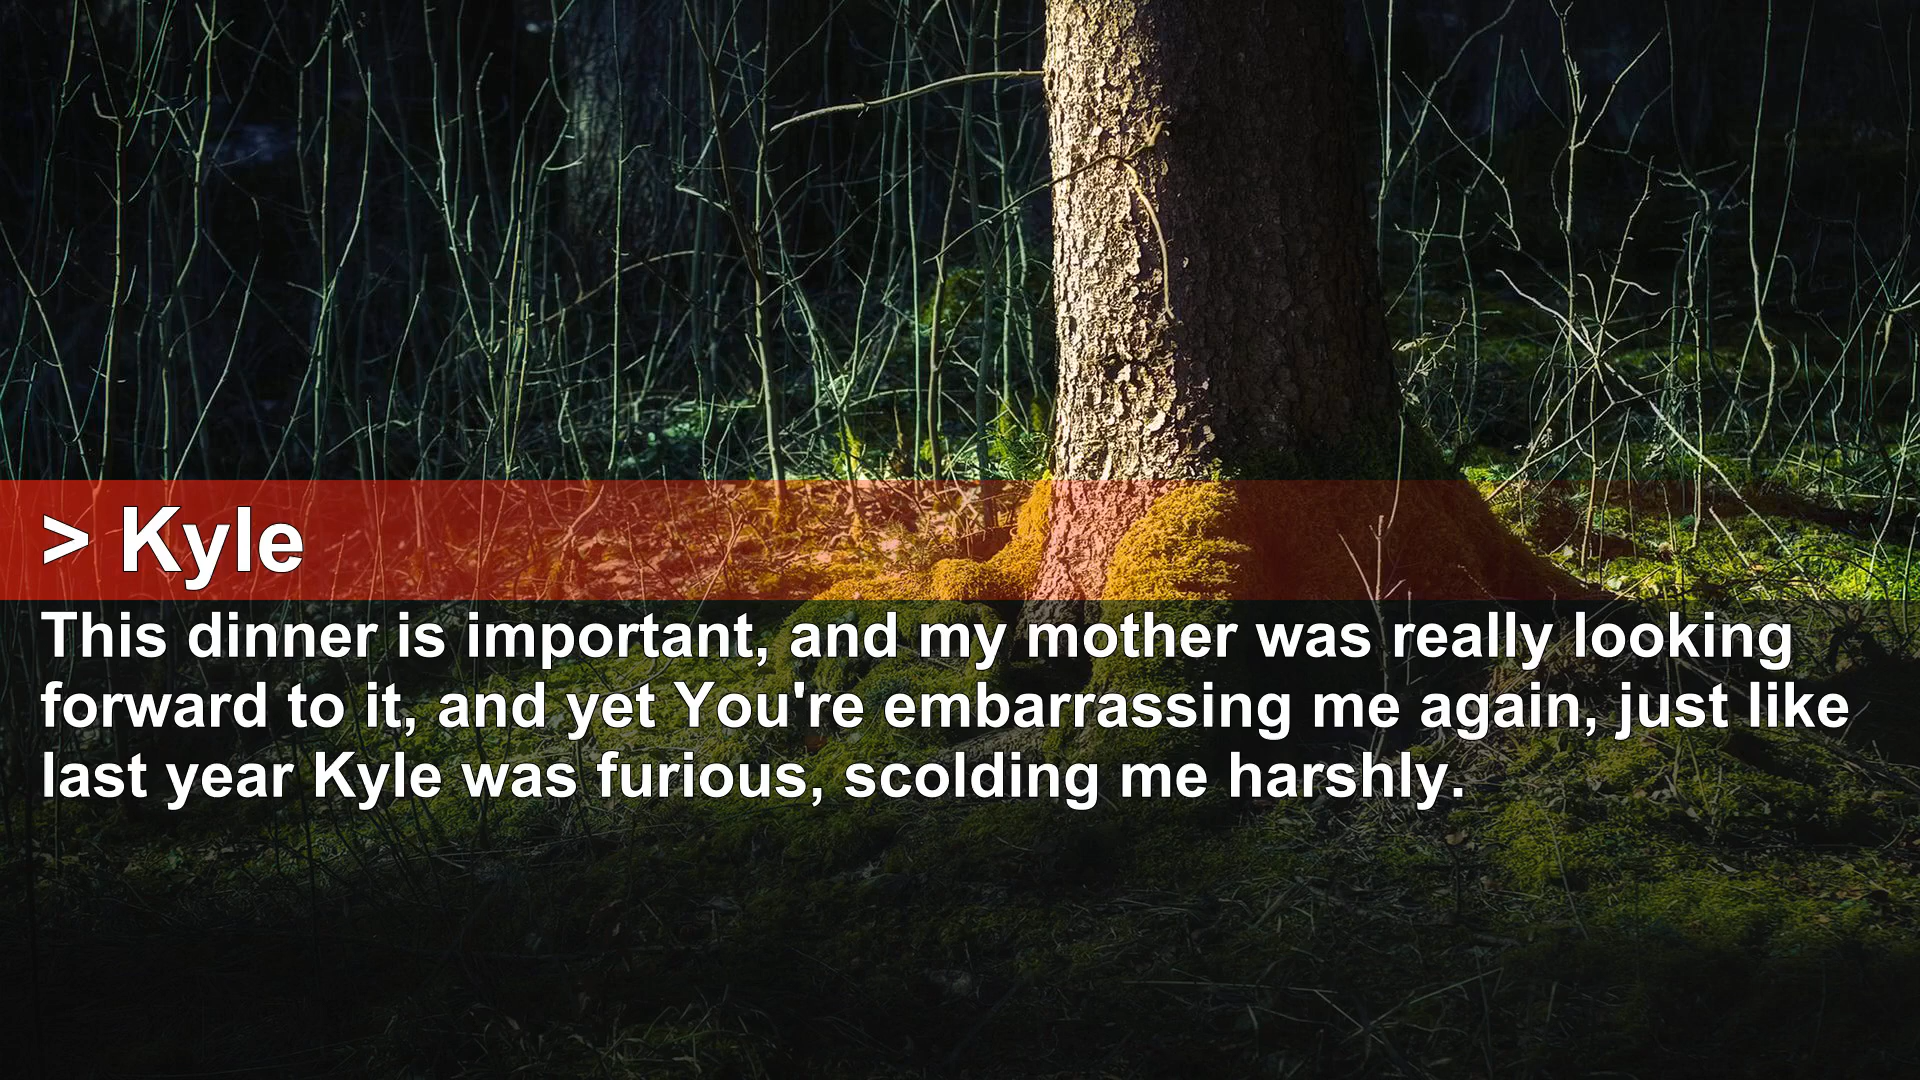 > Kyle
This dinner is important, and my mother was really looking
forward to it, and yet You're embarrassing me again, just like
last year Kyle was furious, scolding me harshly.